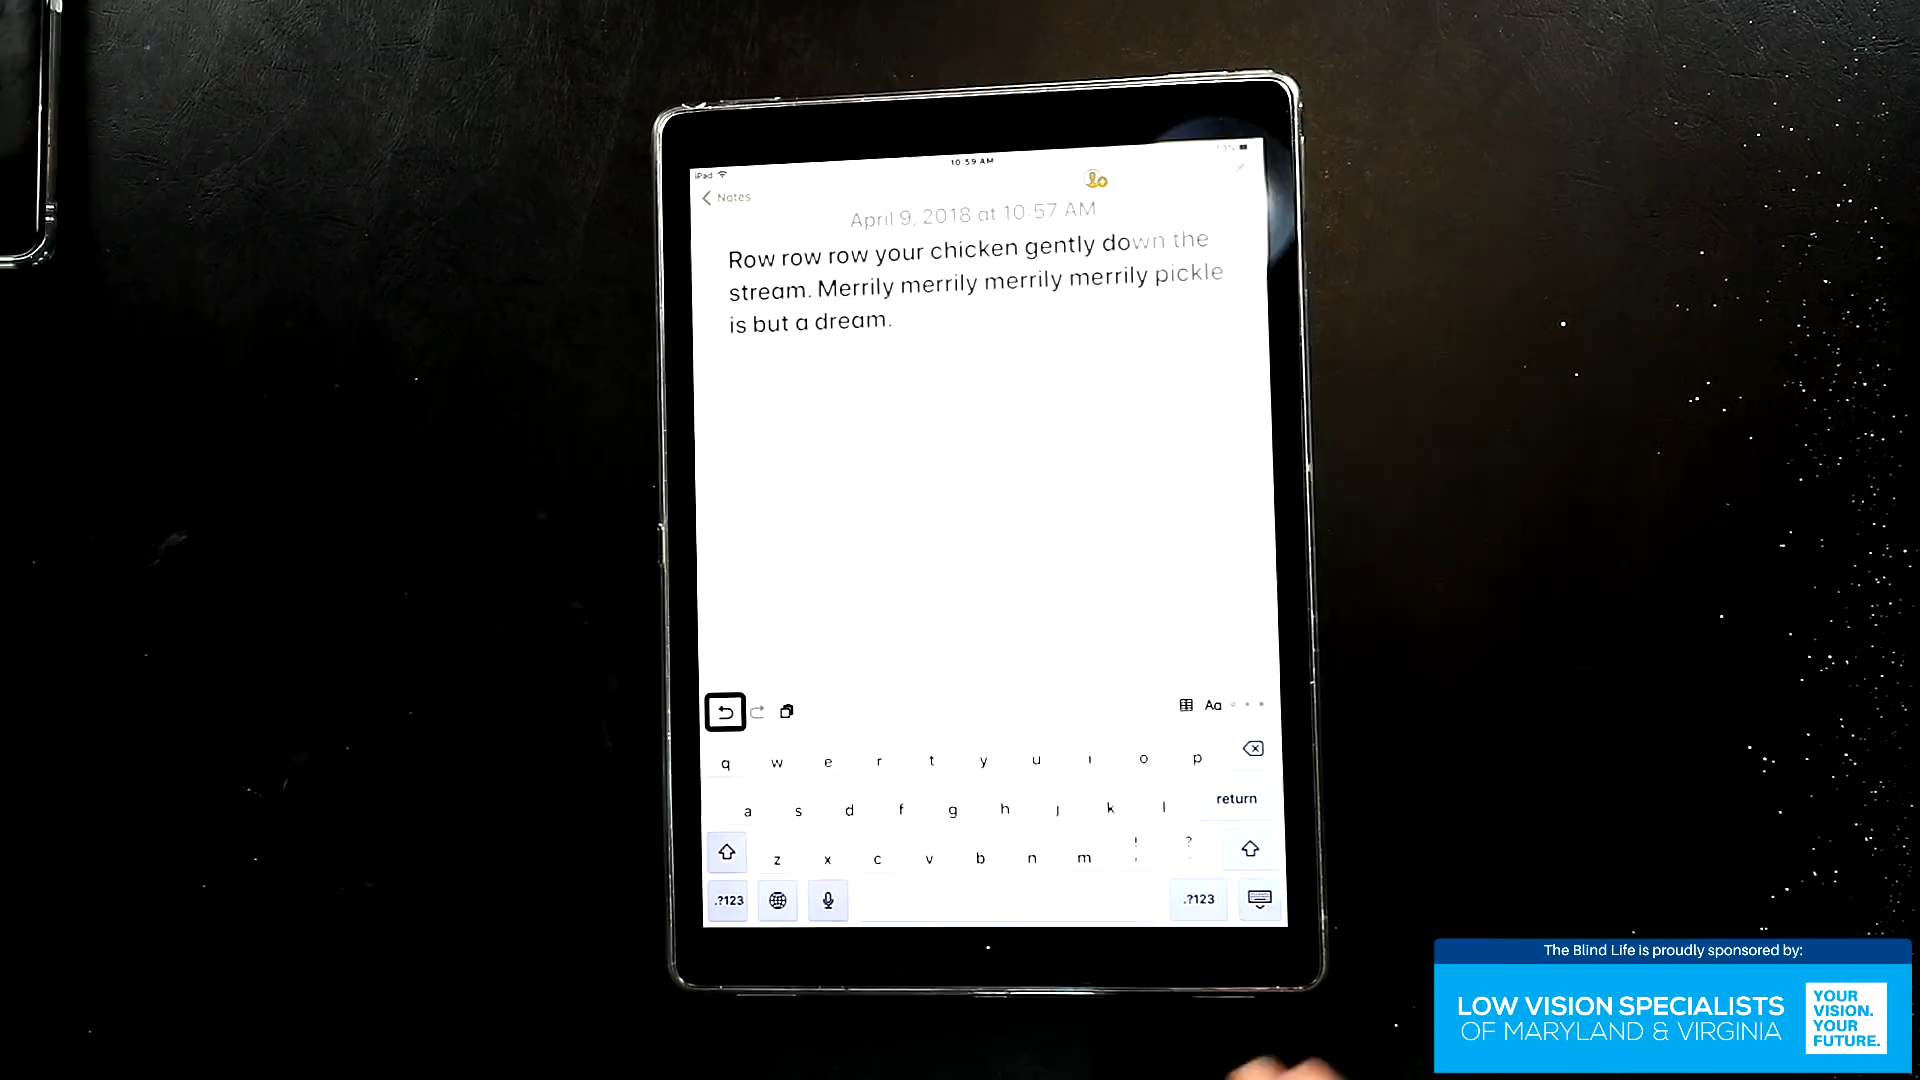 iPad
10:59 AM
Notes
April 9, 2018 at 10:57 AM
Row row row your chicken gently down the
stream. Merrily merrily merrily merrily pickle
is but a dream.
Aa
q w e r t y u i o p
a s d f g h j k l return
z x c v b n m ! , ? .
.?123 .?123
The Blind Life is proudly sponsored by:
LOW VISION SPECIALISTS
OF MARYLAND & VIRGINIA
YOUR
VISION.
YOUR
FUTURE.